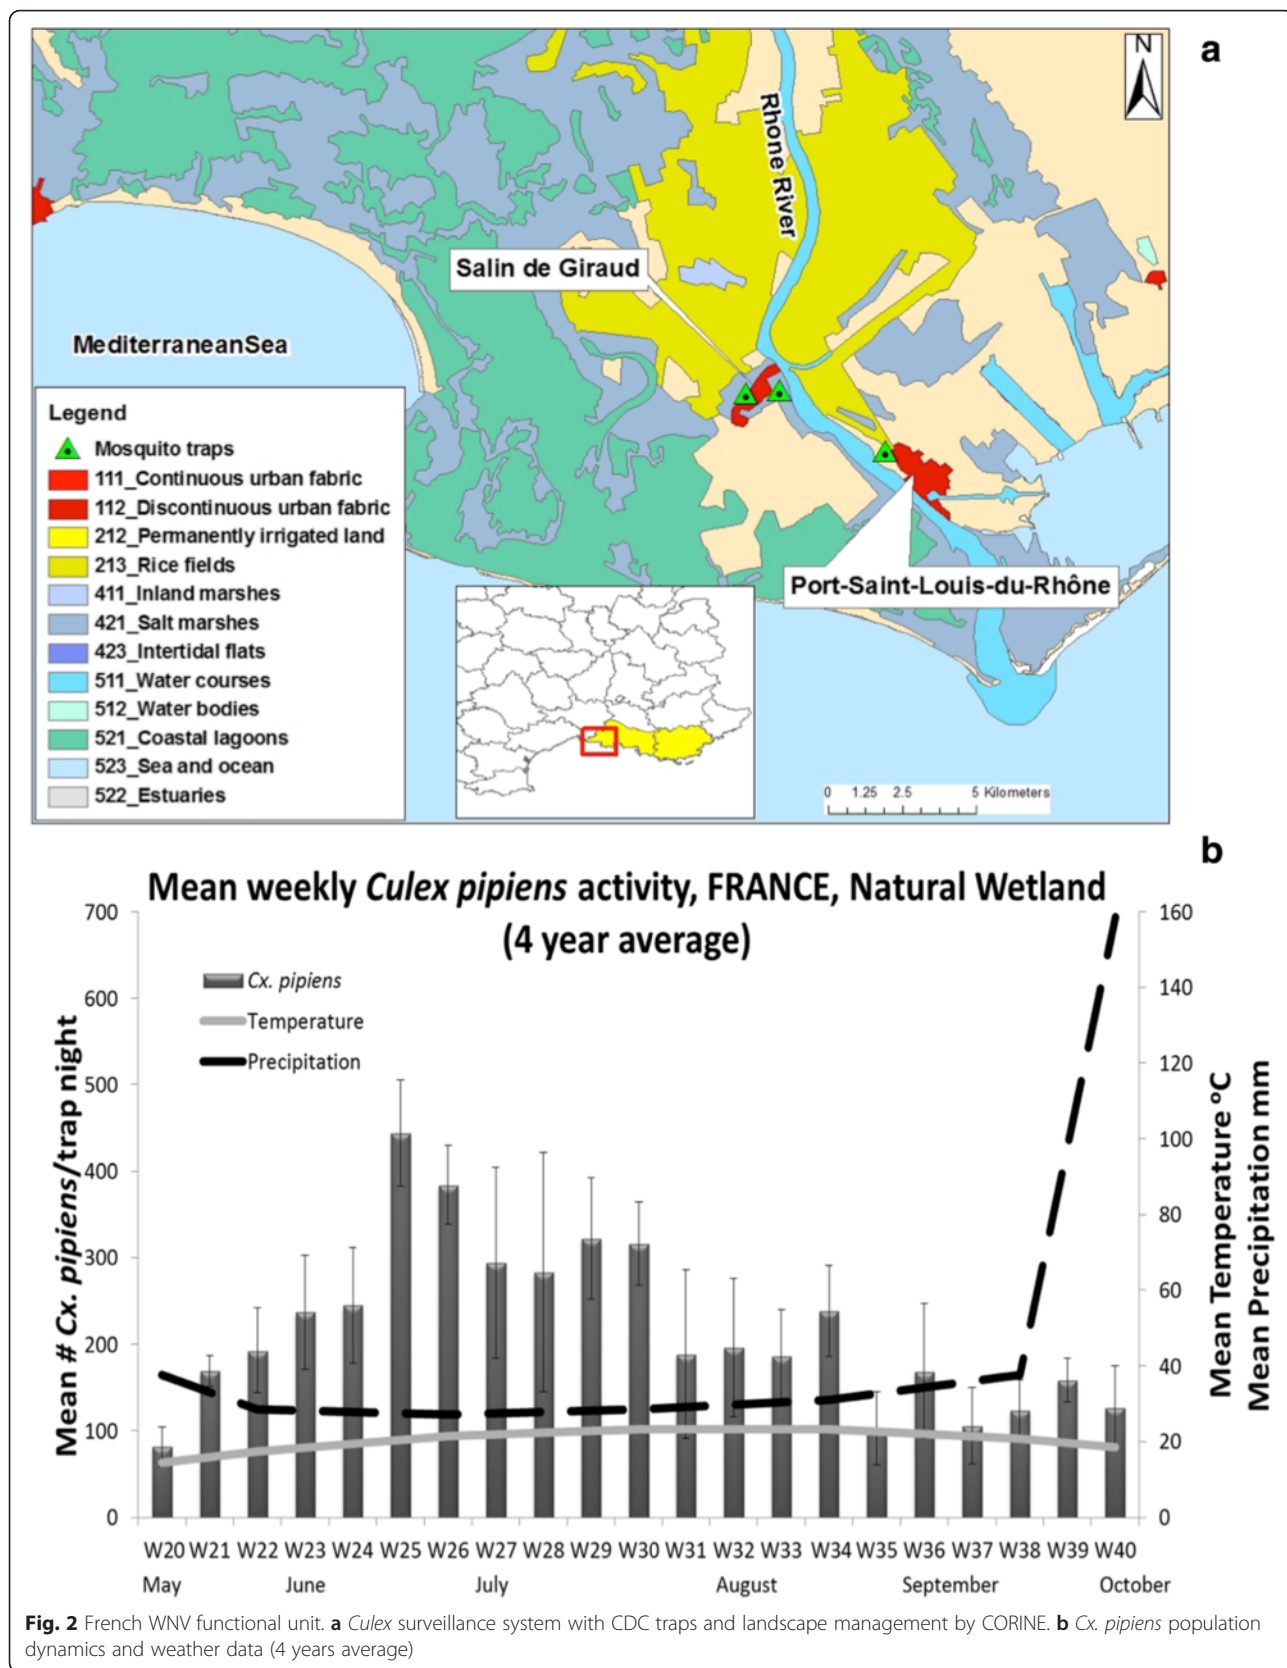 a
N
Rhone River
Salin de Giraud
MediterraneanSea
Legend
Mosquito traps
111_Continuous urban fabric
112_Discontinuous urban fabric
212_Permanently irrigated land
213_Rice fields
411_Inland marshes
421_Salt marshes
423_Intertidal flats
511_Water courses
512_Water bodies
521_Coastal lagoons
523_Sea and ocean
522_Estuaries
Port-Saint-Louis-du-Rhône
0 1.25 2.5 5 Kilometers
b
Mean weekly Culex pipiens activity, FRANCE, Natural Wetland
(4 year average)
Cx. pipiens
Temperature
Precipitation
Mean # Cx. pipiens/trap night
700
600
500
400
300
200
100
0
160
140
120
100
80
60
40
20
0
Mean Temperature ºC
Mean Precipitation mm
W20 W21 W22 W23 W24 W25 W26 W27 W28 W29 W30 W31 W32 W33 W34 W35 W36 W37 W38 W39 W40
May June July August September October
Fig. 2 French WNV functional unit. a Culex surveillance system with CDC traps and landscape management by CORINE. b Cx. pipiens population
dynamics and weather data (4 years average)